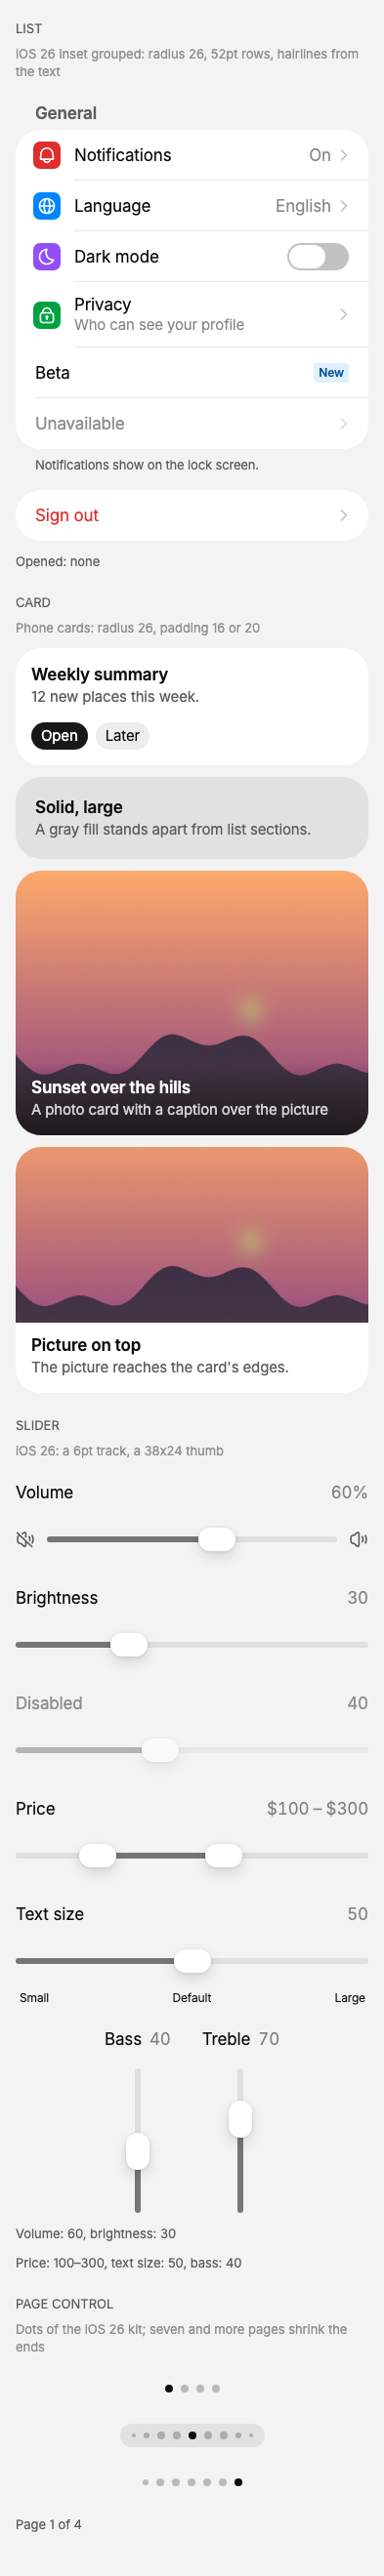 LIST
iOS 26 inset grouped: radius 26, 52pt rows, hairlines from
the text
General
Notifications On
Language English
Dark mode
Privacy
Who can see your profile
Beta New
Unavailable
Notifications show on the lock screen.
Sign out
Opened: none
CARD
Phone cards: radius 26, padding 16 or 20
Weekly summary
12 new places this week.
Open Later
Solid, large
A gray fill stands apart from list sections.
Sunset over the hills
A photo card with a caption over the picture
Picture on top
The picture reaches the card's edges.
SLIDER
iOS 26: a 6pt track, a 38x24 thumb
Volume 60%
Brightness 30
Disabled 40
Price $100 – $300
Text size 50
Small Default Large
Bass 40 Treble 70
Volume: 60, brightness: 30
Price: 100–300, text size: 50, bass: 40
PAGE CONTROL
Dots of the iOS 26 kit; seven and more pages shrink the
ends
Page 1 of 4